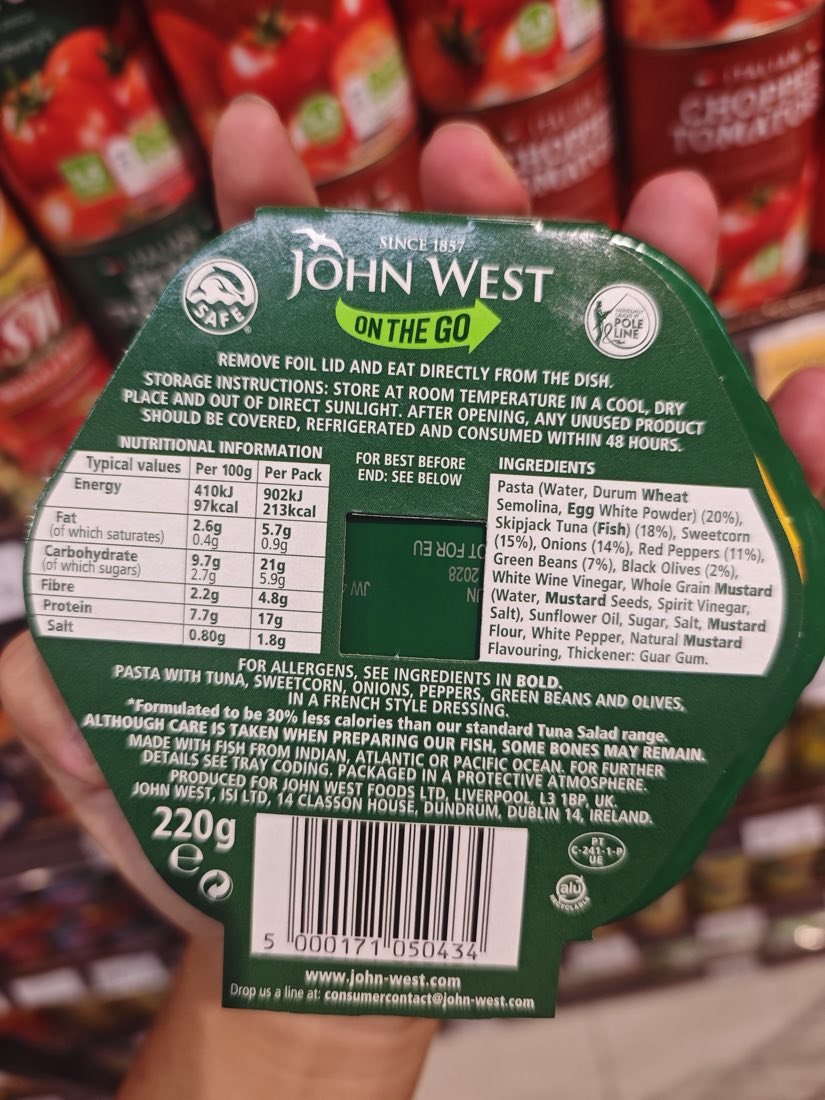 ITALIAN
CHOPPED
TOMATOES
SINCE 1857
JOHN WEST
ON THE GO
SAFE
®
INDIVIDUALLY
CAUGHT BY
POLE
& LINE
REMOVE FOIL LID AND EAT DIRECTLY FROM THE DISH.
STORAGE INSTRUCTIONS: STORE AT ROOM TEMPERATURE IN A COOL, DRY
PLACE AND OUT OF DIRECT SUNLIGHT. AFTER OPENING, ANY UNUSED PRODUCT
SHOULD BE COVERED, REFRIGERATED AND CONSUMED WITHIN 48 HOURS.
NUTRITIONAL INFORMATION
Typical values Per 100g Per Pack
Energy 410kJ 902kJ
97kcal 213kcal
Fat 2.6g 5.7g
(of which saturates) 0.4g 0.9g
Carbohydrate 9.7g 21g
(of which sugars) 2.7g 5.9g
Fibre 2.2g 4.8g
Protein 7.7g 17g
Salt 0.80g 1.8g
FOR BEST BEFORE
END: SEE BELOW
OT FOR EU
2028
JW
INGREDIENTS
Pasta (Water, Durum Wheat
Semolina, Egg White Powder) (20%),
Skipjack Tuna (Fish) (18%), Sweetcorn
(15%), Onions (14%), Red Peppers (11%),
Green Beans (7%), Black Olives (2%),
White Wine Vinegar, Whole Grain Mustard
(Water, Mustard Seeds, Spirit Vinegar,
Salt), Sunflower Oil, Sugar, Salt, Mustard
Flour, White Pepper, Natural Mustard
Flavouring, Thickener: Guar Gum.
FOR ALLERGENS, SEE INGREDIENTS IN BOLD.
PASTA WITH TUNA, SWEETCORN, ONIONS, PEPPERS, GREEN BEANS AND OLIVES,
IN A FRENCH STYLE DRESSING.
*Formulated to be 30% less calories than our standard Tuna Salad range.
ALTHOUGH CARE IS TAKEN WHEN PREPARING OUR FISH, SOME BONES MAY REMAIN.
MADE WITH FISH FROM INDIAN, ATLANTIC OR PACIFIC OCEAN. FOR FURTHER
DETAILS SEE TRAY CODING. PACKAGED IN A PROTECTIVE ATMOSPHERE.
PRODUCED FOR JOHN WEST FOODS LTD, LIVERPOOL, L3 1BP, UK.
JOHN WEST, ISI LTD, 14 CLASSON HOUSE, DUNDRUM, DUBLIN 14, IRELAND.
220g
e
PT
C-241-1-P
UE
alu
RECYCLABLE
5 000171 050434
www.john-west.com
Drop us a line at: consumercontact@john-west.com